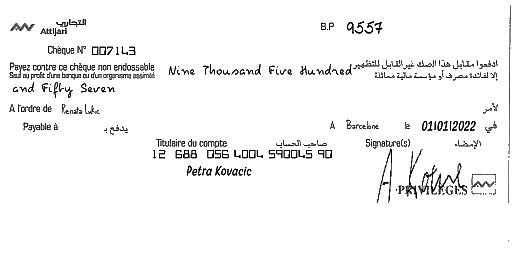 التجاري
Attijari
B.P 9557
Chèque N° 007143
Payez contre ce chèque non endossable
Sauf au profit d'une banque ou d'un organisme assimilé
Nine Thousand Five Hundred
ادفعوا مقابل هذا الصك غير القابل للتظهير
إلا لفائدة مصرف أو مؤسسة مالية مماثلة
and Fifty Seven
A l'ordre de Renata Lukic
لأمر
Payable à
يدفع بـ
A Barcelone le 01/01/2022 في
Titulaire du compte صاحب الحساب
Signature(s) الإمضاء
12 688 056 4004 590045 90
Petra Kovacic
PRIVILEGES